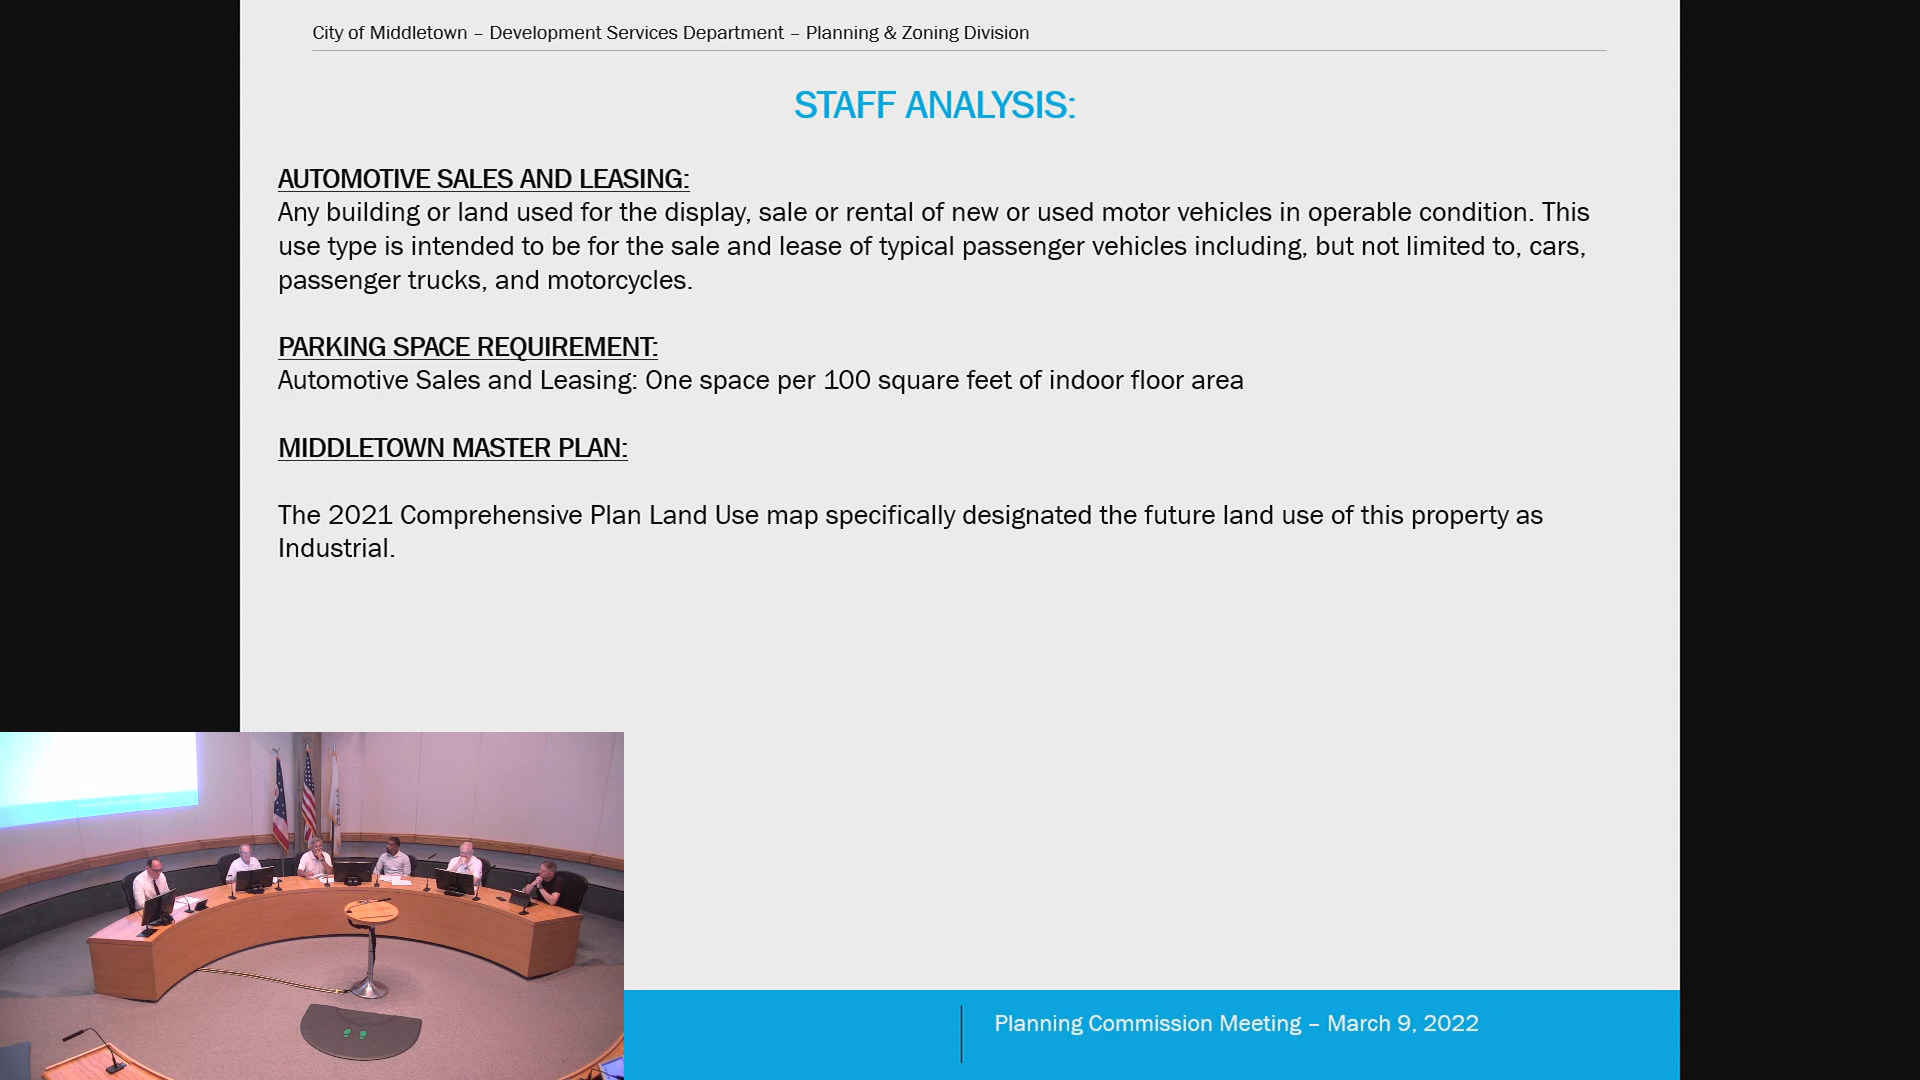 City of Middletown – Development Services Department – Planning & Zoning Division
STAFF ANALYSIS:
AUTOMOTIVE SALES AND LEASING:
Any building or land used for the display, sale or rental of new or used motor vehicles in operable condition. This
use type is intended to be for the sale and lease of typical passenger vehicles including, but not limited to, cars,
passenger trucks, and motorcycles.
PARKING SPACE REQUIREMENT:
Automotive Sales and Leasing: One space per 100 square feet of indoor floor area
MIDDLETOWN MASTER PLAN:
The 2021 Comprehensive Plan Land Use map specifically designated the future land use of this property as
Industrial.
Planning Commission Meeting – March 9, 2022